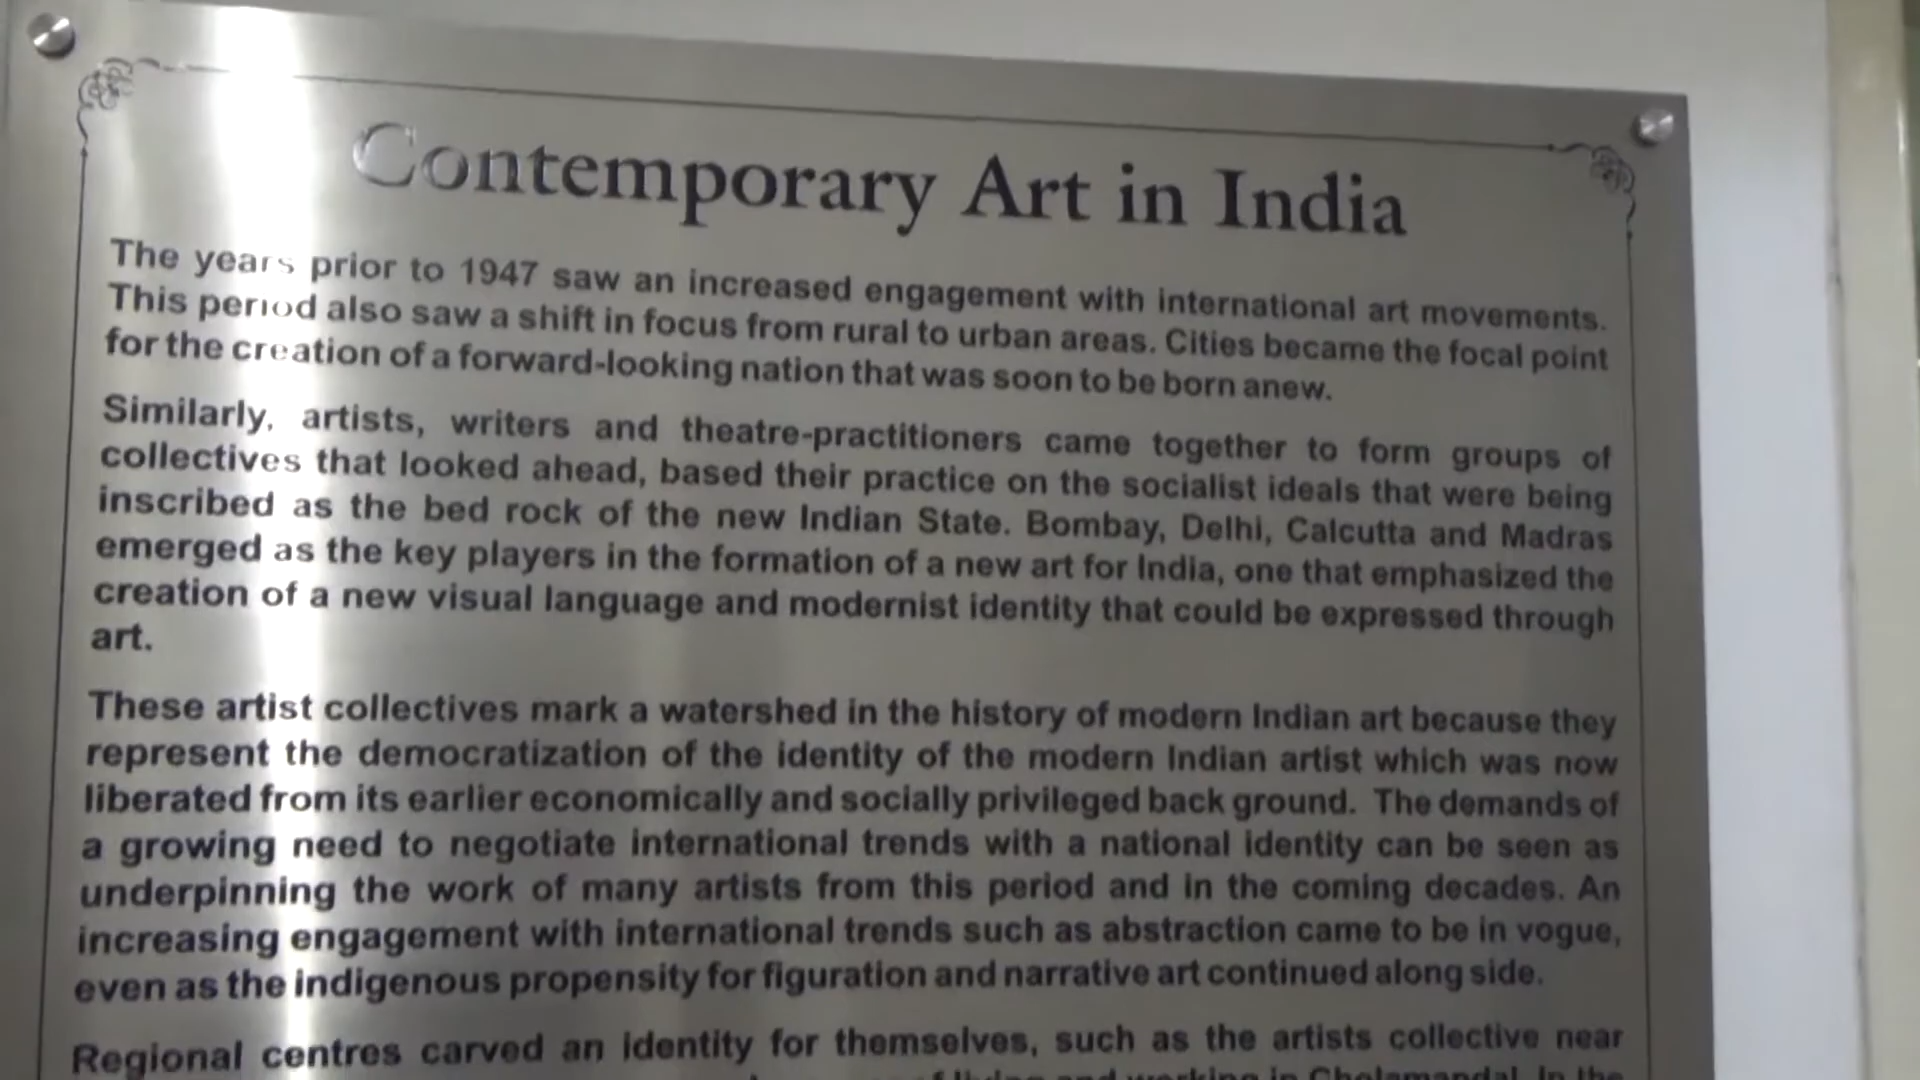 Contemporary Art in India
The years prior to 1947 saw an increased engagement with international art movements.
This period also saw a shift in focus from rural to urban areas. Cities became the focal point
for the creation of a forward-looking nation that was soon to be born anew.
Similarly, artists, writers and theatre-practitioners came together to form groups of
collectives that looked ahead, based their practice on the socialist ideals that were being
inscribed as the bed rock of the new Indian State. Bombay, Delhi, Calcutta and Madras
emerged as the key players in the formation of a new art for India, one that emphasized the
creation of a new visual language and modernist identity that could be expressed through
art.
These artist collectives mark a watershed in the history of modern Indian art because they
represent the democratization of the identity of the modern Indian artist which was now
liberated from its earlier economically and socially privileged back ground. The demands of
a growing need to negotiate international trends with a national identity can be seen as
underpinning the work of many artists from this period and in the coming decades. An
increasing engagement with international trends such as abstraction came to be in vogue,
even as the indigenous propensity for figuration and narrative art continued along side.
Regional centres carved an identity for themselves, such as the artists collective near
working in Cholamandal. In the